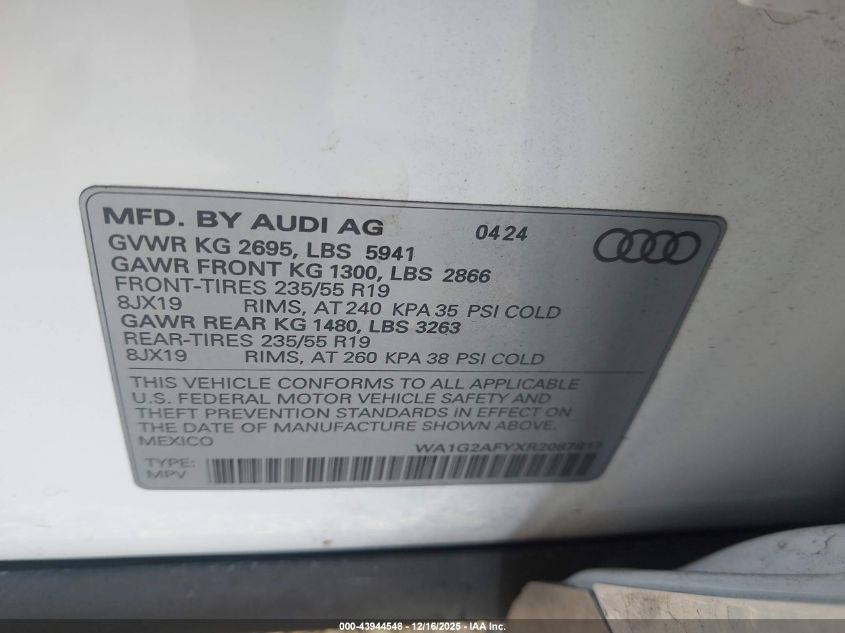 MFD. BY AUDI AG 0424
GVWR KG 2695, LBS 5941
GAWR FRONT KG 1300, LBS 2866
FRONT-TIRES 235/55 R19
8JX19 RIMS, AT 240 KPA 35 PSI COLD
GAWR REAR KG 1480, LBS 3263
REAR-TIRES 235/55 R19
8JX19 RIMS, AT 260 KPA 38 PSI COLD
THIS VEHICLE CONFORMS TO ALL APPLICABLE
U.S. FEDERAL MOTOR VEHICLE SAFETY AND
THEFT PREVENTION STANDARDS IN EFFECT ON
THE DATE OF MANUFACTURE SHOWN ABOVE.
MEXICO
TYPE:
MPV
000-43944548 - 12/16/2025 - IAA Inc.